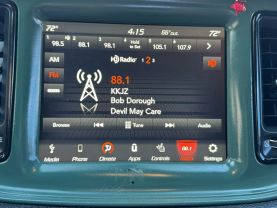 72° 4:15 66°out. 72°
98.5 88.1 98.1 Hold to set 105.1 107.9
AM HD Radio 1 2 3
FM
88.1
KKJZ
Bob Dorough
Devil May Care
Browse Tune Audio
88.1
Media Phone Climate Apps Controls Settings